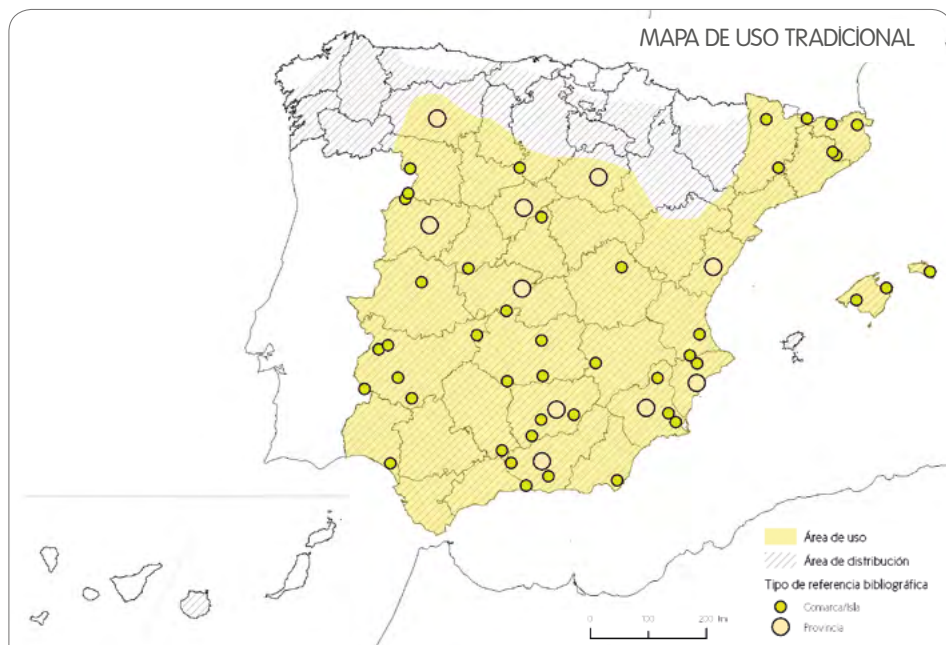 MAPA DE USO TRADICIONAL
Área de uso
Área de distribución
Tipo de referencia bibliográfica
Comarca/Isla
Provincia
0 100 200 km